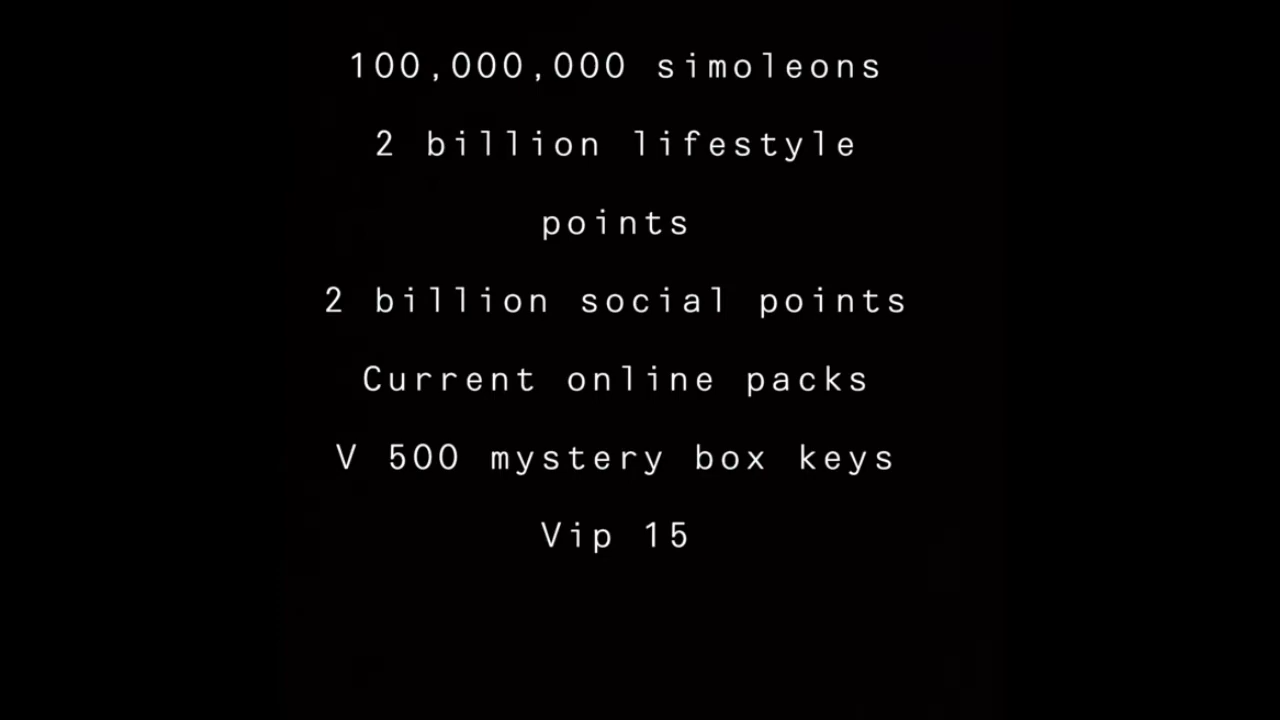 100,000,000 simoleons
2 billion lifestyle
points
2 billion social points
Current online packs
V 500 mystery box keys
Vip 15